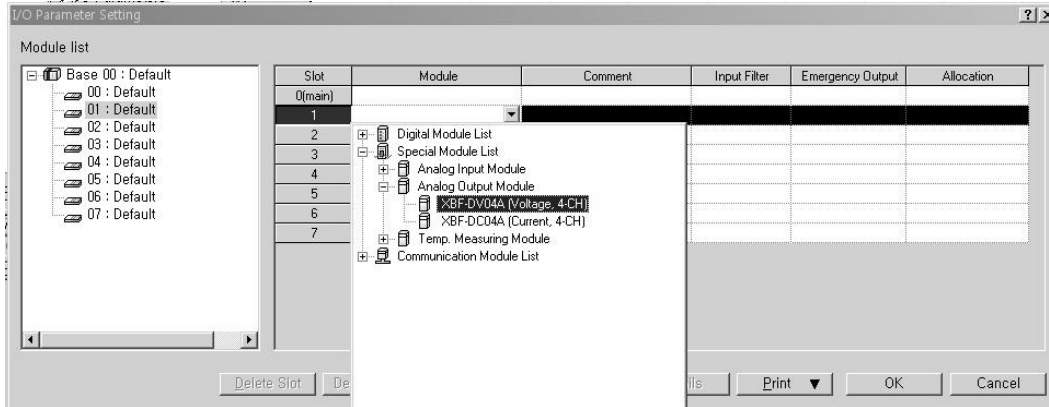 I/O Parameter Setting
Module list
Base 00 : Default
00 : Default
01 : Default
02 : Default
03 : Default
04 : Default
05 : Default
06 : Default
07 : Default
Slot Module Comment Input Filter Emergency Output Allocation
0(main)
1
2
3
4
5
6
7
Digital Module List
Special Module List
Analog Input Module
Analog Output Module
XBF-DV04A (Voltage, 4-CH)
XBF-DC04A (Current, 4-CH)
Temp. Measuring Module
Communication Module List
Delete Slot De ils Print ▼ OK Cancel